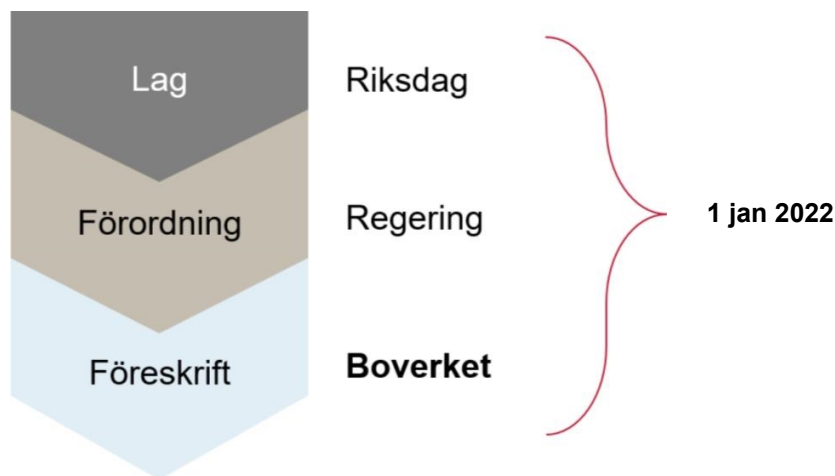 Lag Riksdag
Förordning Regering 1 jan 2022
Föreskrift Boverket